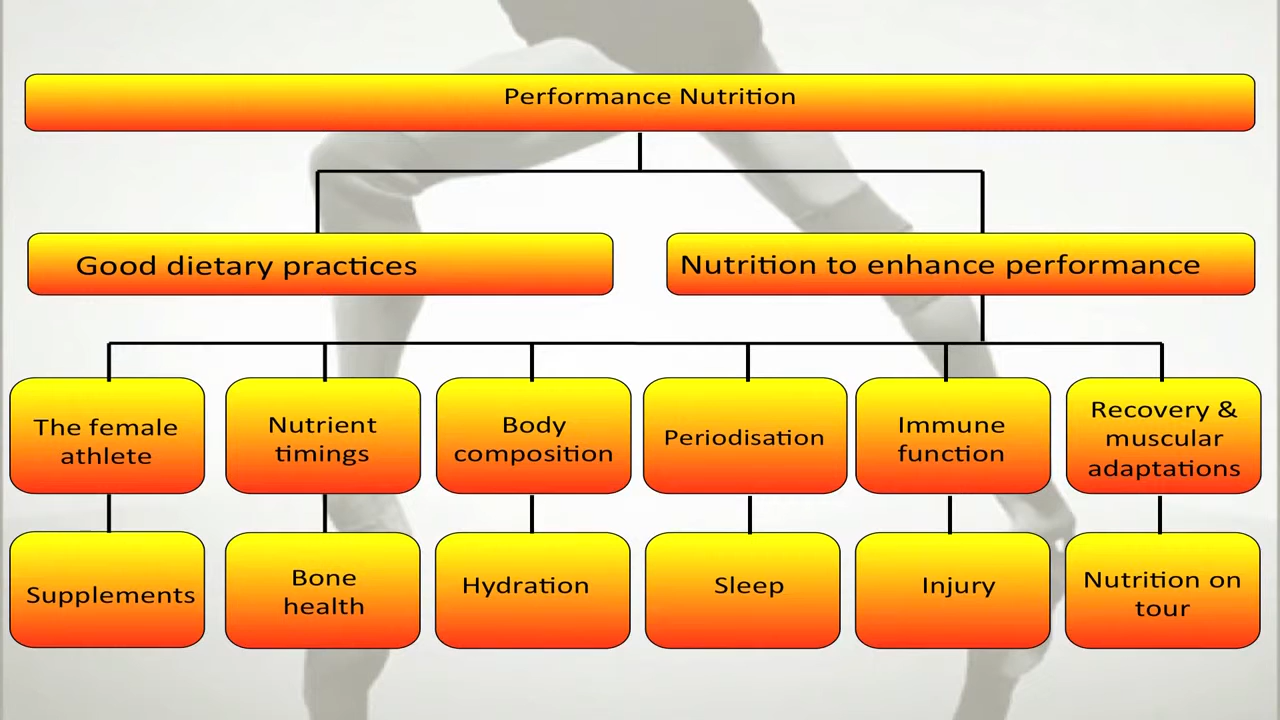 Performance Nutrition
Good dietary practices
Nutrition to enhance performance
The female
athlete
Nutrient
timings
Body
composition
Periodisation
Immune
function
Recovery &
muscular
adaptations
Supplements
Bone
health
Hydration
Sleep
Injury
Nutrition on
tour